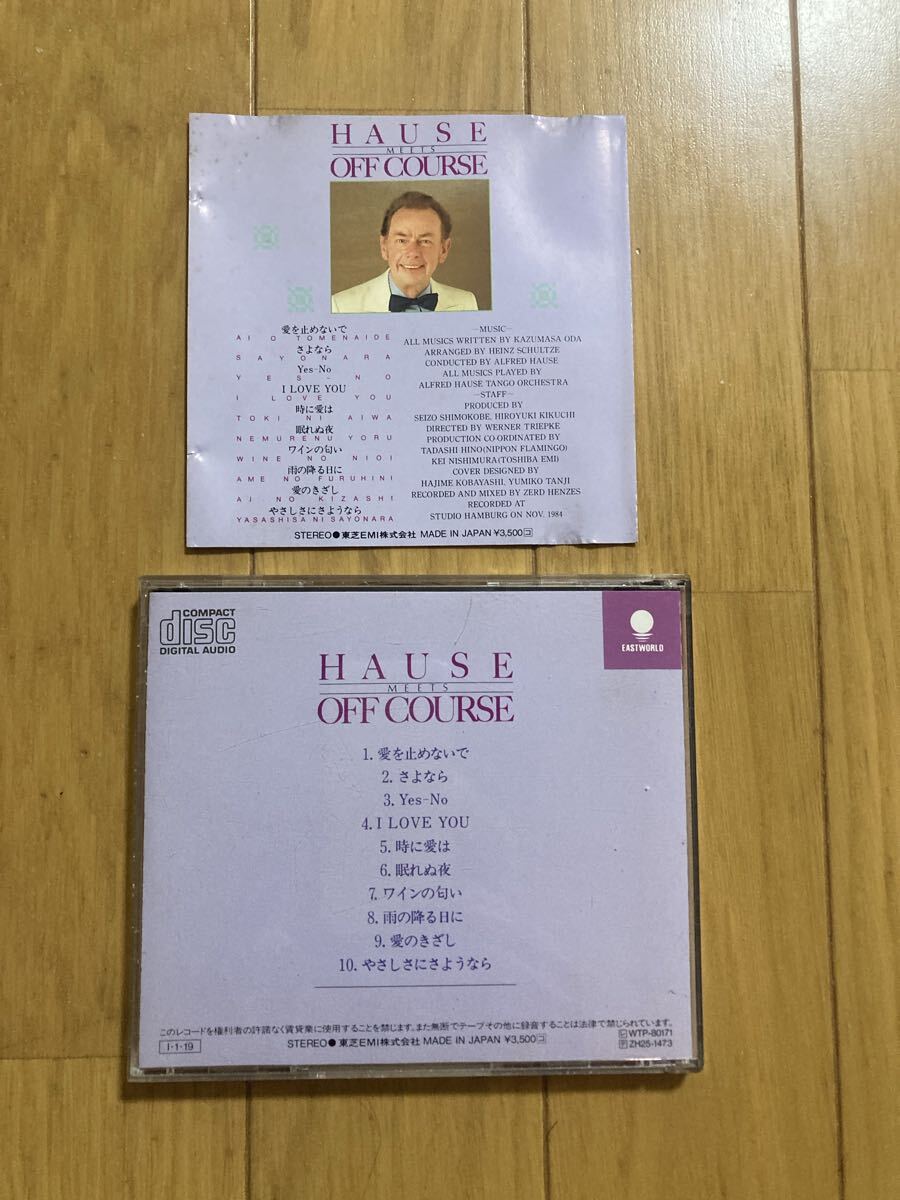 HAUSE
MEETS
OFF COURSE
愛を止めないで
AI O TOMENAIDE
さよなら
SAYONARA
Yes-No
YES-NO
I LOVE YOU
I LOVE YOU
時に愛は
TOKI NI AIWA
眠れぬ夜
NEMURENU YORU
ワインの匂い
WINE NO NIOI
雨の降る日に
AME NO FURUHINI
愛のきざし
AI NO KIZASHI
やさしさにさようなら
YASASHISA NI SAYONARA
—MUSIC—
ALL MUSICS WRITTEN BY KAZUMASA ODA
ARRANGED BY HEINZ SCHULTZE
CONDUCTED BY ALFRED HAUSE
ALL MUSICS PLAYED BY
ALFRED HAUSE TANGO ORCHESTRA
—STAFF—
PRODUCED BY
SEIZO SHIMOKOBE, HIROYUKI KIKUCHI
DIRECTED BY WERNER TRIEPKE
PRODUCTION CO-ORDINATED BY
TADASHI HINO(NIPPON FLAMINGO)
KEI NISHIMURA(TOSHIBA EMI)
COVER DESIGNED BY
HAJIME KOBAYASHI, YUMIKO TANJI
RECORDED AND MIXED BY ZERD HENZES
RECORDED AT
STUDIO HAMBURG ON NOV. 1984
STEREO● 東芝EMI株式会社 MADE IN JAPAN ¥3,500コ
COMPACT
disc
DIGITAL AUDIO
EASTWORLD
HAUSE
MEETS
OFF COURSE
1. 愛を止めないで
2. さよなら
3. Yes-No
4. I LOVE YOU
5. 時に愛は
6. 眠れぬ夜
7. ワインの匂い
8. 雨の降る日に
9. 愛のきざし
10. やさしさにさようなら
このレコードを権利者の許諾なく賃貸業に使用することを禁じます。また無断でテープその他に録音することは法律で禁じられています。
I-1-19
STEREO● 東芝EMI株式会社 MADE IN JAPAN ¥3,500コ
Ⓛ WTP-80171
Ⓣ ZH25-1473